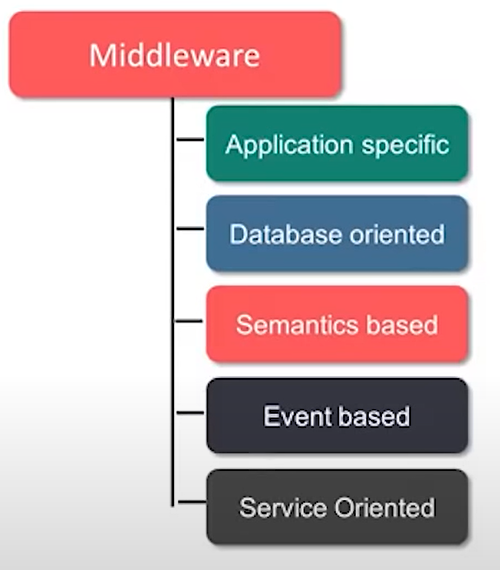 Middleware
Application specific
Database oriented
Semantics based
Event based
Service Oriented